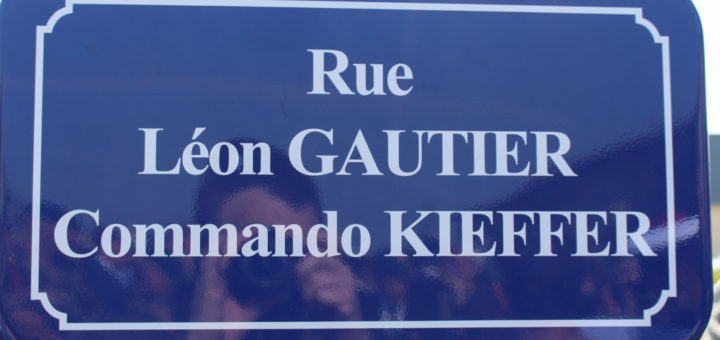 Rue
Léon GAUTIER
Commando KIEFFER